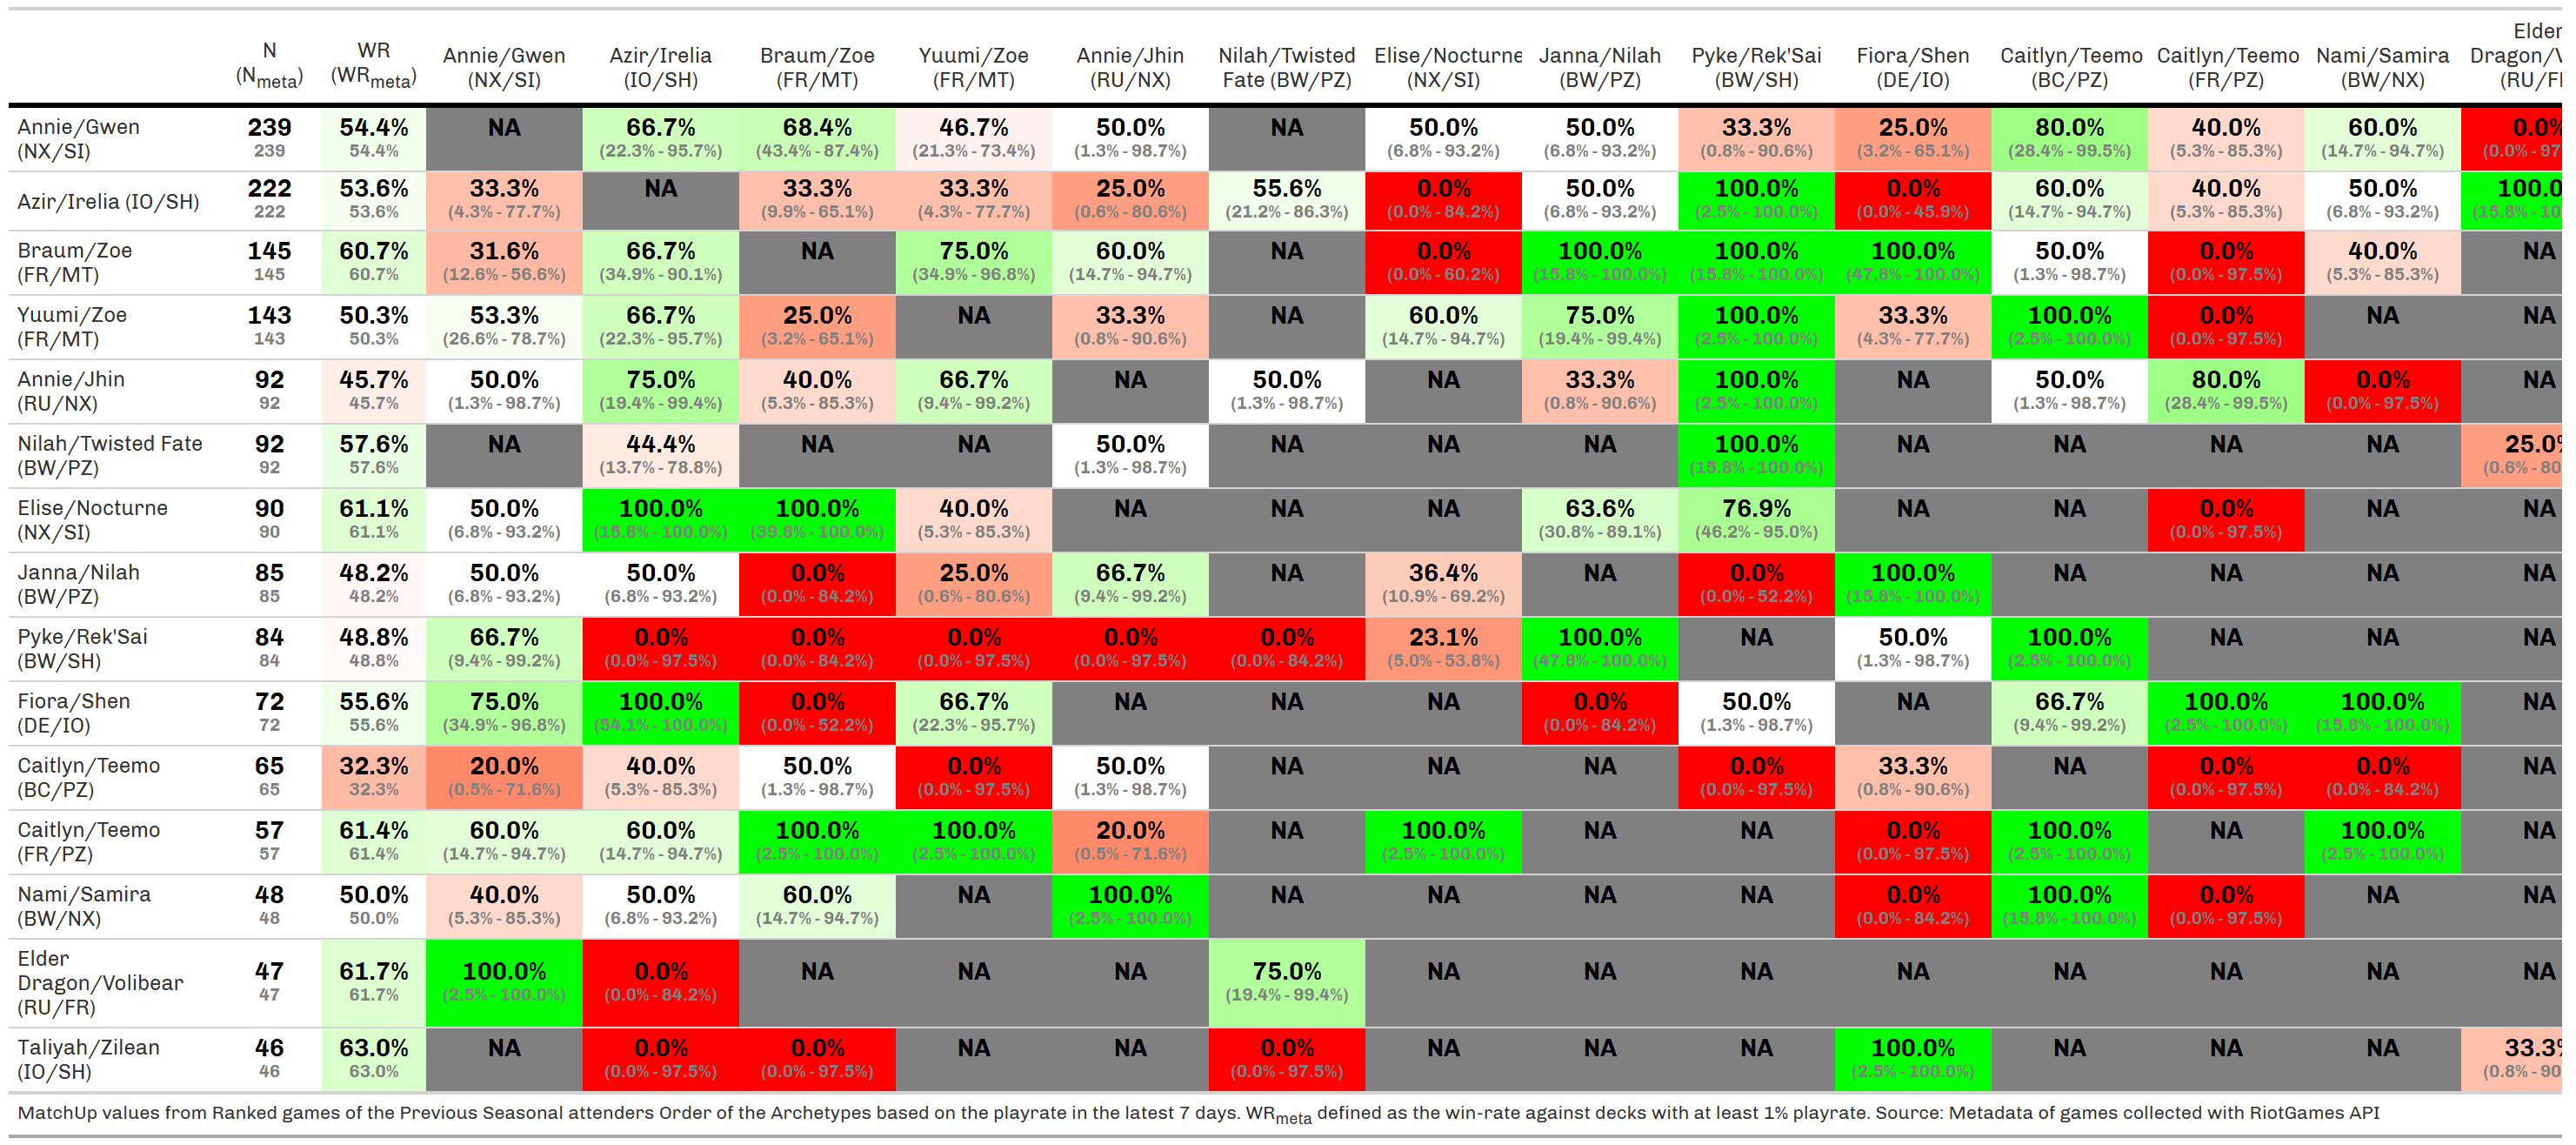 N (Nmeta) WR (WRmeta) Annie/Gwen (NX/SI) Azir/Irelia (IO/SH) Braum/Zoe (FR/MT) Yuumi/Zoe (FR/MT) Annie/Jhin (RU/NX) Nilah/Twisted Fate (BW/PZ) Elise/Nocturne (NX/SI) Janna/Nilah (BW/PZ) Pyke/Rek'Sai (BW/SH) Fiora/Shen (DE/IO) Caitlyn/Teemo (BC/PZ) Caitlyn/Teemo (FR/PZ) Nami/Samira (BW/NX) Elder Dragon/V (RU/F
Annie/Gwen 239 54.4% NA 66.7% 68.4% 46.7% 50.0% NA 50.0% 50.0% 33.3% 25.0% 80.0% 40.0% 60.0% 0.0%
(NX/SI) 239 54.4% (22.3% - 95.7%) (43.4% - 87.4%) (21.3% - 73.4%) (1.3% - 98.7%) (6.8% - 93.2%) (6.8% - 93.2%) (0.8% - 90.6%) (3.2% - 65.1%) (28.4% - 99.5%) (5.3% - 85.3%) (14.7% - 94.7%) (0.0% - 97
Azir/Irelia (IO/SH) 222 53.6% 33.3% NA 33.3% 33.3% 25.0% 55.6% 0.0% 50.0% 100.0% 0.0% 60.0% 40.0% 50.0% 100.0
222 53.6% (4.3% - 77.7%) (9.9% - 65.1%) (4.3% - 77.7%) (0.6% - 80.6%) (21.2% - 86.3%) (0.0% - 84.2%) (6.8% - 93.2%) (2.5% - 100.0%) (0.0% - 45.9%) (14.7% - 94.7%) (5.3% - 85.3%) (6.8% - 93.2%) (15.8% - 10
Braum/Zoe 145 60.7% 31.6% 66.7% NA 75.0% 60.0% NA 0.0% 100.0% 100.0% 100.0% 50.0% 0.0% 40.0% NA
(FR/MT) 145 60.7% (12.6% - 56.6%) (34.9% - 90.1%) (34.9% - 96.8%) (14.7% - 94.7%) (0.0% - 60.2%) (15.8% - 100.0%) (15.8% - 100.0%) (47.8% - 100.0%) (1.3% - 98.7%) (0.0% - 97.5%) (5.3% - 85.3%)
Yuumi/Zoe 143 50.3% 53.3% 66.7% 25.0% NA 33.3% NA 60.0% 75.0% 100.0% 33.3% 100.0% 0.0% NA NA
(FR/MT) 143 50.3% (26.6% - 78.7%) (22.3% - 95.7%) (3.2% - 65.1%) (0.8% - 90.6%) (14.7% - 94.7%) (19.4% - 99.4%) (2.5% - 100.0%) (4.3% - 77.7%) (2.5% - 100.0%) (0.0% - 97.5%)
Annie/Jhin 92 45.7% 50.0% 75.0% 40.0% 66.7% NA 50.0% NA 33.3% 100.0% NA 50.0% 80.0% 0.0% NA
(RU/NX) 92 45.7% (1.3% - 98.7%) (19.4% - 99.4%) (5.3% - 85.3%) (9.4% - 99.2%) (1.3% - 98.7%) (0.8% - 90.6%) (2.5% - 100.0%) (1.3% - 98.7%) (28.4% - 99.5%) (0.0% - 97.5%)
Nilah/Twisted Fate 92 57.6% NA 44.4% NA NA 50.0% NA NA NA 100.0% NA NA NA NA 25.0%
(BW/PZ) 92 57.6% (13.7% - 78.8%) (1.3% - 98.7%) (15.8% - 100.0%) (0.6% - 80
Elise/Nocturne 90 61.1% 50.0% 100.0% 100.0% 40.0% NA NA NA 63.6% 76.9% NA NA 0.0% NA NA
(NX/SI) 90 61.1% (6.8% - 93.2%) (15.8% - 100.0%) (39.8% - 100.0%) (5.3% - 85.3%) (30.8% - 89.1%) (46.2% - 95.0%) (0.0% - 97.5%)
Janna/Nilah 85 48.2% 50.0% 50.0% 0.0% 25.0% 66.7% NA 36.4% NA 0.0% 100.0% NA NA NA NA
(BW/PZ) 85 48.2% (6.8% - 93.2%) (6.8% - 93.2%) (0.0% - 84.2%) (0.6% - 80.6%) (9.4% - 99.2%) (10.9% - 69.2%) (0.0% - 52.2%) (15.8% - 100.0%)
Pyke/Rek'Sai 84 48.8% 66.7% 0.0% 0.0% 0.0% 0.0% 0.0% 23.1% 100.0% NA 50.0% 100.0% NA NA NA
(BW/SH) 84 48.8% (9.4% - 99.2%) (0.0% - 97.5%) (0.0% - 84.2%) (0.0% - 97.5%) (0.0% - 97.5%) (0.0% - 84.2%) (5.0% - 53.8%) (47.8% - 100.0%) (1.3% - 98.7%) (2.5% - 100.0%)
Fiora/Shen 72 55.6% 75.0% 100.0% 0.0% 66.7% NA NA NA 0.0% 50.0% NA 66.7% 100.0% 100.0% NA
(DE/IO) 72 55.6% (34.9% - 96.8%) (54.1% - 100.0%) (0.0% - 52.2%) (22.3% - 95.7%) (0.0% - 84.2%) (1.3% - 98.7%) (9.4% - 99.2%) (2.5% - 100.0%) (15.8% - 100.0%)
Caitlyn/Teemo 65 32.3% 20.0% 40.0% 50.0% 0.0% 50.0% NA NA NA 0.0% 33.3% NA 0.0% 0.0% NA
(BC/PZ) 65 32.3% (0.5% - 71.6%) (5.3% - 85.3%) (1.3% - 98.7%) (0.0% - 97.5%) (1.3% - 98.7%) (0.0% - 97.5%) (0.8% - 90.6%) (0.0% - 97.5%) (0.0% - 84.2%)
Caitlyn/Teemo 57 61.4% 60.0% 60.0% 100.0% 100.0% 20.0% NA 100.0% NA NA 0.0% 100.0% NA 100.0% NA
(FR/PZ) 57 61.4% (14.7% - 94.7%) (14.7% - 94.7%) (2.5% - 100.0%) (2.5% - 100.0%) (0.5% - 71.6%) (2.5% - 100.0%) (0.0% - 97.5%) (2.5% - 100.0%) (2.5% - 100.0%)
Nami/Samira 48 50.0% 40.0% 50.0% 60.0% NA 100.0% NA NA NA NA 0.0% 100.0% 0.0% NA NA
(BW/NX) 48 50.0% (5.3% - 85.3%) (6.8% - 93.2%) (14.7% - 94.7%) (2.5% - 100.0%) (0.0% - 84.2%) (15.8% - 100.0%) (0.0% - 97.5%)
Elder
Dragon/Volibear 47 61.7% 100.0% 0.0% NA NA NA 75.0% NA NA NA NA NA NA NA NA
(RU/FR) 47 61.7% (2.5% - 100.0%) (0.0% - 84.2%) (19.4% - 99.4%)
Taliyah/Zilean 46 63.0% NA 0.0% 0.0% NA NA 0.0% NA NA NA 100.0% NA NA NA 33.3%
(IO/SH) 46 63.0% (0.0% - 97.5%) (0.0% - 97.5%) (0.0% - 97.5%) (2.5% - 100.0%) (0.8% - 90
MatchUp values from Ranked games of the Previous Seasonal attenders Order of the Archetypes based on the playrate in the latest 7 days. WRmeta defined as the win-rate against decks with at least 1% playrate. Source: Metadata of games collected with RiotGames API